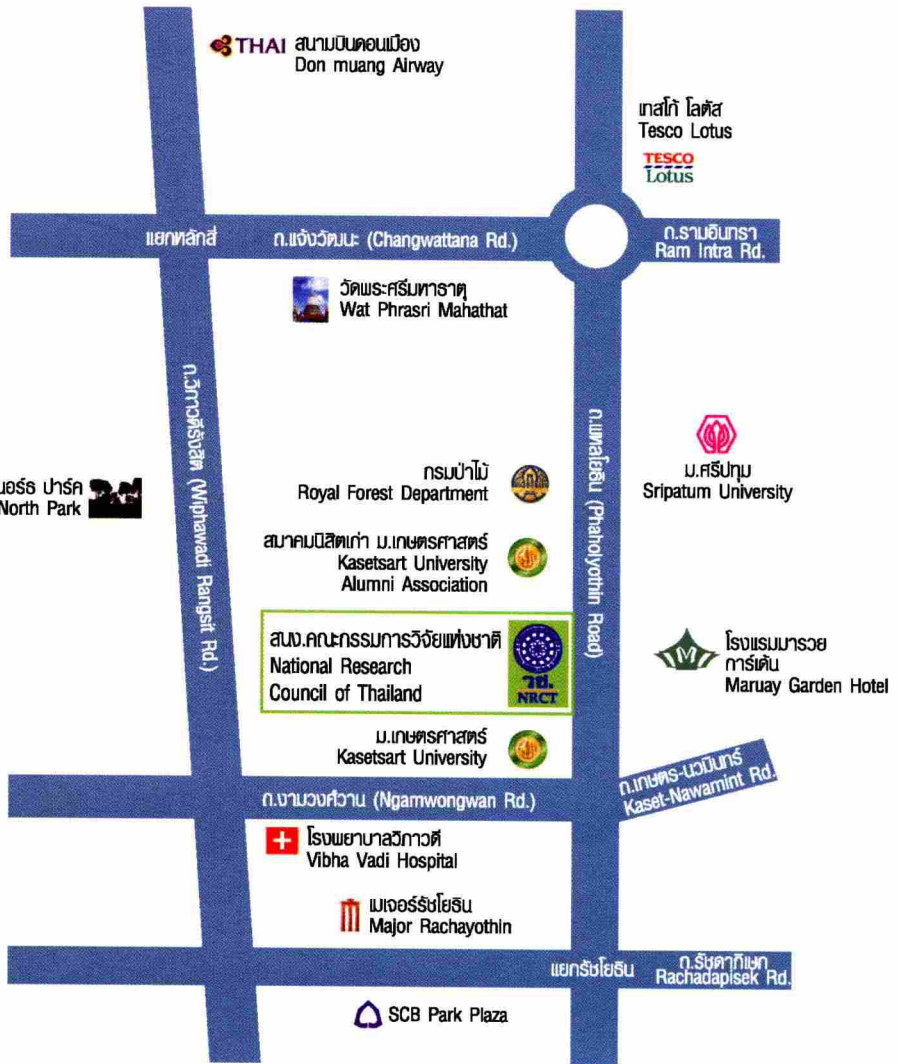 THAI สนามบินดอนเมือง
Don muang Airway
เทสโก้ โลตัส
Tesco Lotus
TESCO
Lotus
แยกหลักสี่
ถ.แจ้งวัฒนะ (Changwattana Rd.)
ถ.รามอินทรา
Ram Intra Rd.
วัดพระศรีมหาธาตุ
Wat Phrasri Mahathat
ถ.วิภาวดีรังสิต (Wiphawadi Rangsit Rd.)
ถ.พหลโยธิน (Phaholyothin Road)
ม.ศรีปทุม
Sripatum University
นอร์ธ ปาร์ค
North Park
กรมป่าไม้
Royal Forest Department
สมาคมนิสิตเก่า ม.เกษตรศาสตร์
Kasetsart University
Alumni Association
สนง.คณะกรรมการวิจัยแห่งชาติ
National Research
Council of Thailand
วช.
NRCT
โรงแรมมารวย
การ์เด้น
Maruay Garden Hotel
ม.เกษตรศาสตร์
Kasetsart University
ถ.เกษตร-นวมินทร์
Kaset-Nawamint Rd.
ถ.งามวงศ์วาน (Ngamwongwan Rd.)
โรงพยาบาลวิภาวดี
Vibha Vadi Hospital
เมเจอร์รัชโยธิน
Major Rachayothin
แยกรัชโยธิน
ถ.รัชดาภิเษก
Rachadapisek Rd.
SCB Park Plaza